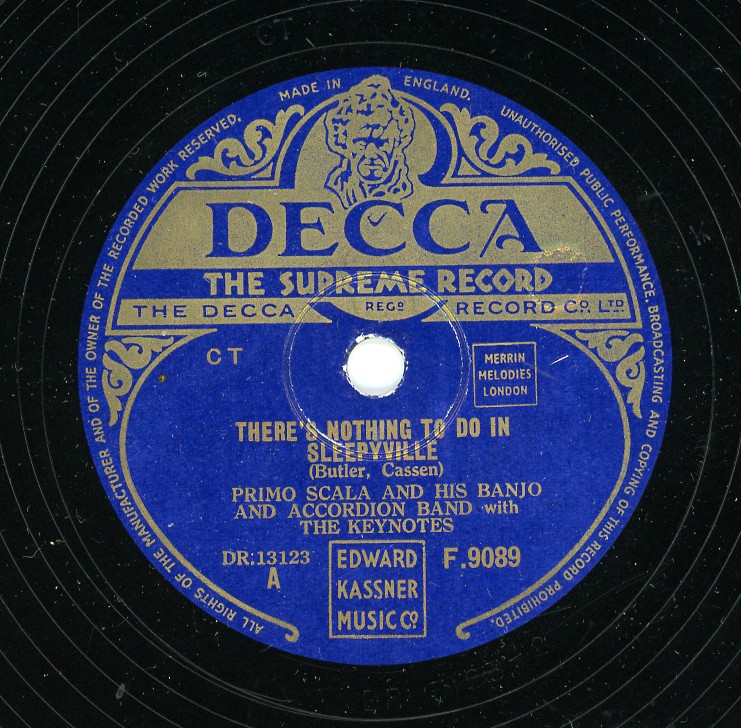 CT
MADE IN ENGLAND.
ALL RIGHTS OF THE MANUFACTURER AND OF THE OWNER OF THE RECORDED WORK RESERVED.
UNAUTHORISED PUBLIC PERFORMANCE, BROADCASTING AND COPYING OF THIS RECORD PROHIBITED.
DECCA
THE SUPREME RECORD
THE DECCA REGD RECORD CO. LTD
CT
MERRIN
MELODIES
LONDON
THERE'S NOTHING TO DO IN
SLEEPYVILLE
(Butler, Cassen)
PRIMO SCALA AND HIS BANJO
AND ACCORDION BAND with
THE KEYNOTES
DR:13123
A
EDWARD
KASSNER
MUSIC CO
F.9089